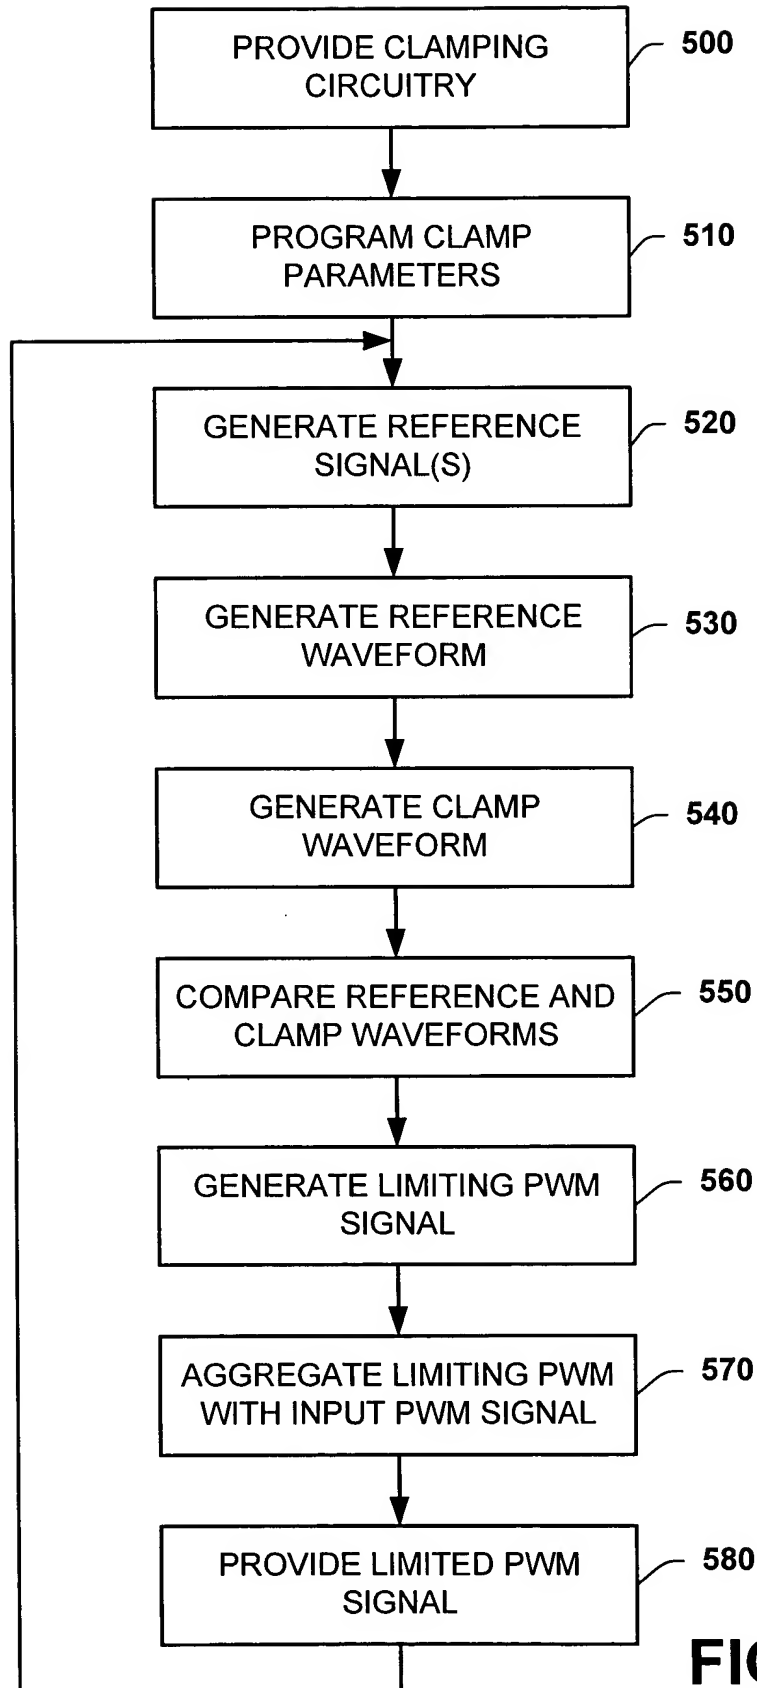 PROVIDE CLAMPING
CIRCUITRY
500
PROGRAM CLAMP
PARAMETERS
510
GENERATE REFERENCE
SIGNAL(S)
520
GENERATE REFERENCE
WAVEFORM
530
GENERATE CLAMP
WAVEFORM
540
COMPARE REFERENCE AND
CLAMP WAVEFORMS
550
GENERATE LIMITING PWM
SIGNAL
560
AGGREGATE LIMITING PWM
WITH INPUT PWM SIGNAL
570
PROVIDE LIMITED PWM
SIGNAL
580